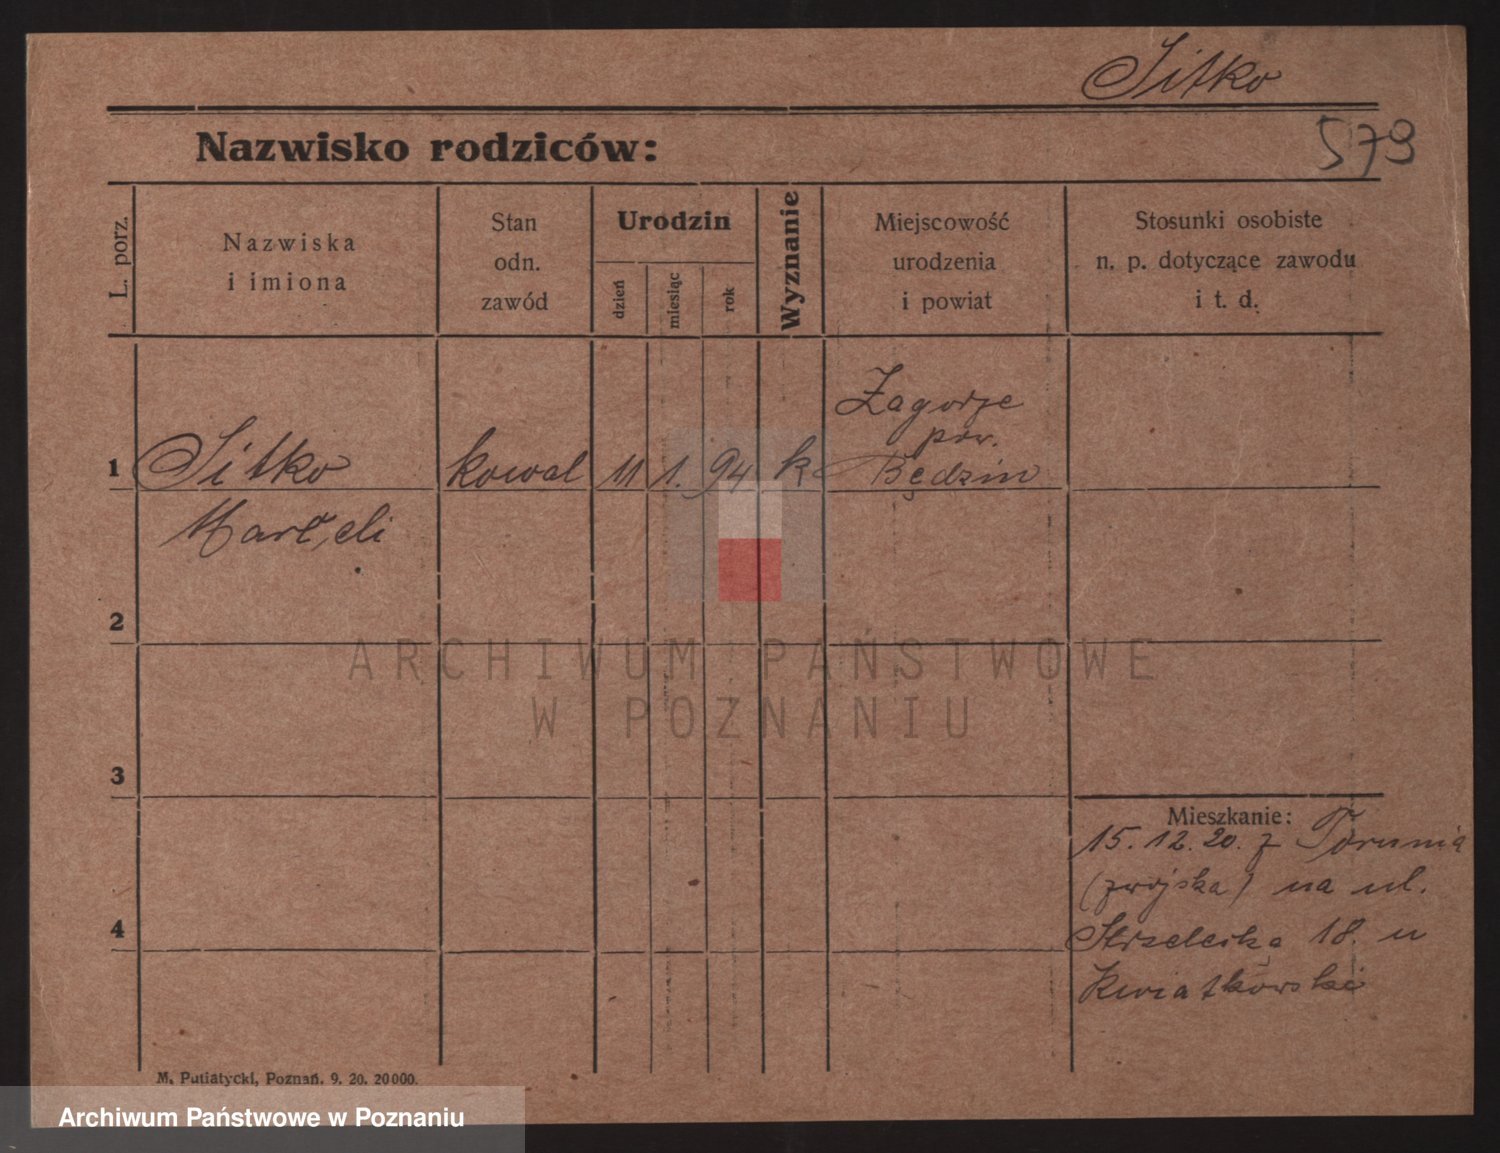 Sitko
579
Nazwisko rodziców:
L. porz.
Nazwiska
i imiona
Stan
odn.
zawód
Urodzin
dzień
miesiąc
rok
Wyznanie
Miejscowość
urodzenia
i powiat
Stosunki osobiste
n. p. dotyczące zawodu
i t. d.
Zagorze
pow.
1 Sitko kowal 11 1. 94 k Będzin
Marceli
2
ARCHIWUM PAŃSTWOWE
W POZNANIU
3
Mieszkanie:
15.12.20. z Torunia
(z wojska) na ul.
4
Strzelecką 18. u
Kwiatkowski
M. Putiatycki, Poznań. 9. 20. 20000.
Archiwum Państwowe w Poznaniu